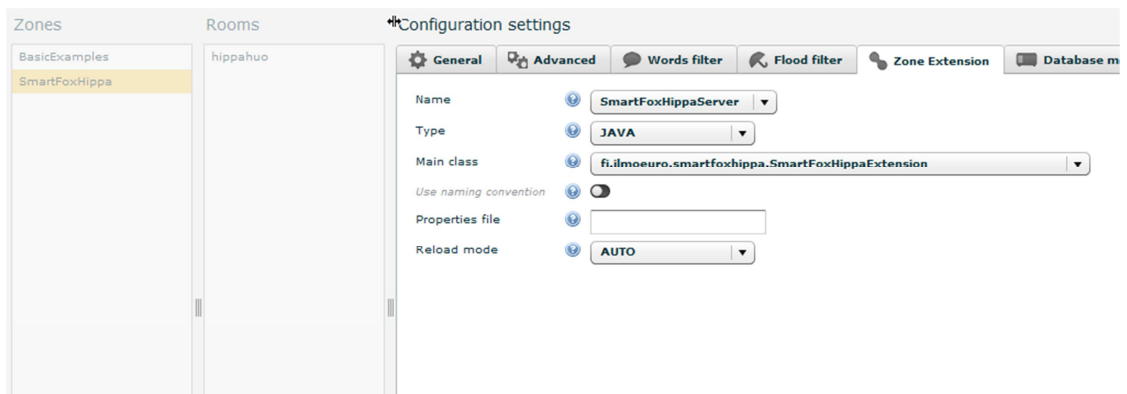 Zones Rooms Configuration settings
BasicExamples hippahuo
SmartFoxHippa
General Advanced Words filter Flood filter Zone Extension Database m
Name SmartFoxHippaServer
Type JAVA
Main class fi.ilmoeuro.smartfoxhippa.SmartFoxHippaExtension
Use naming convention
Properties file
Reload mode AUTO